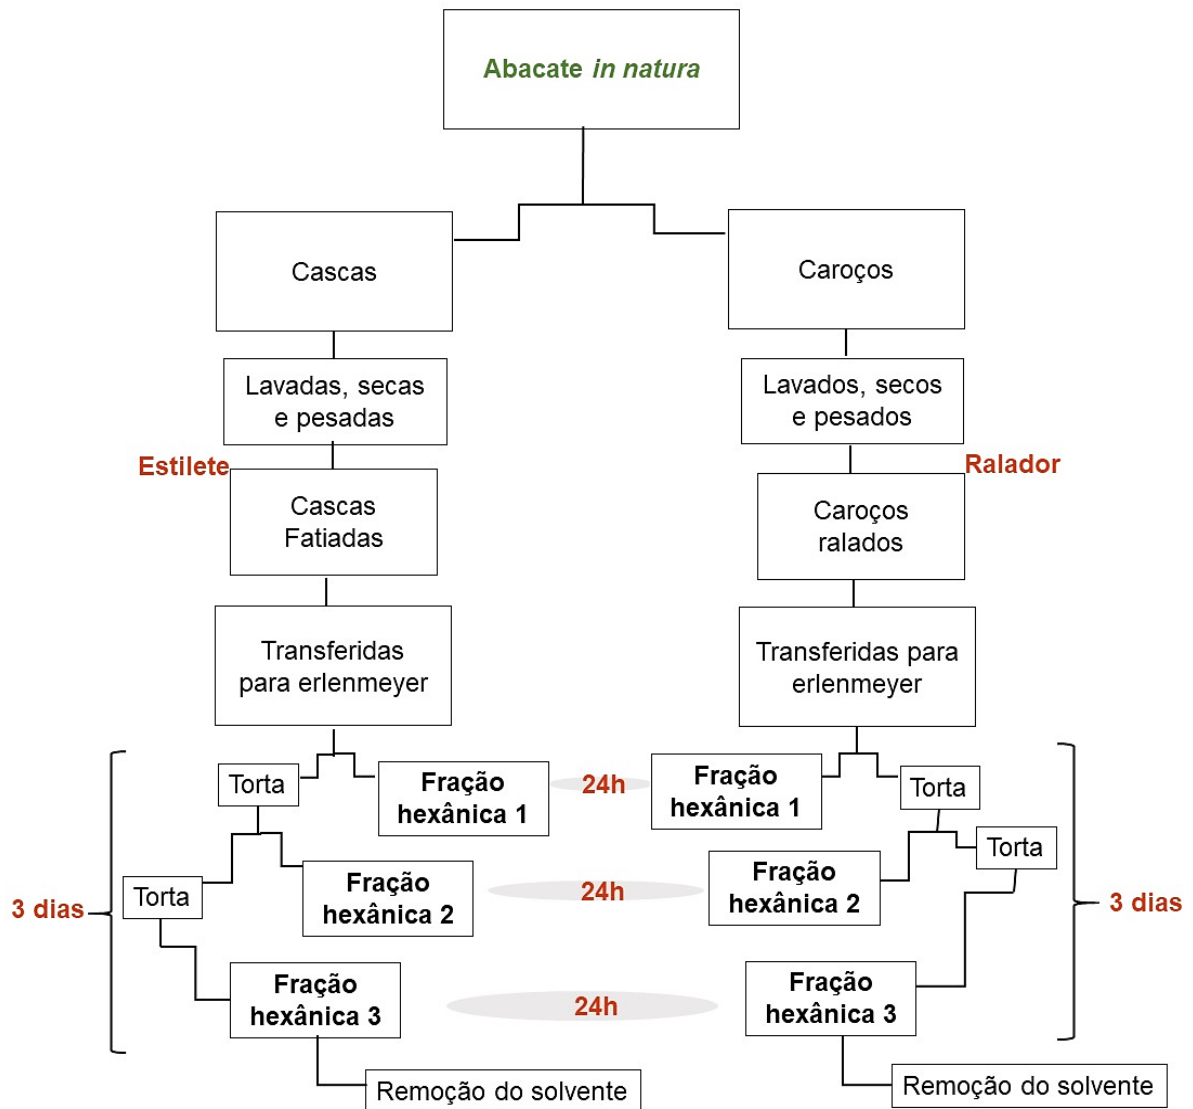 Abacate in natura
Cascas
Caroços
Lavadas, secas
e pesadas
Lavados, secos
e pesados
Estilete
Ralador
Cascas
Fatiadas
Caroços
ralados
Transferidas
para erlenmeyer
Transferidas para
erlenmeyer
Torta
Fração
hexânica 1
24h
Fração
hexânica 1
Torta
Torta
Fração
hexânica 2
24h
Fração
hexânica 2
Torta
3 dias
3 dias
Fração
hexânica 3
24h
Fração
hexânica 3
Remoção do solvente
Remoção do solvente